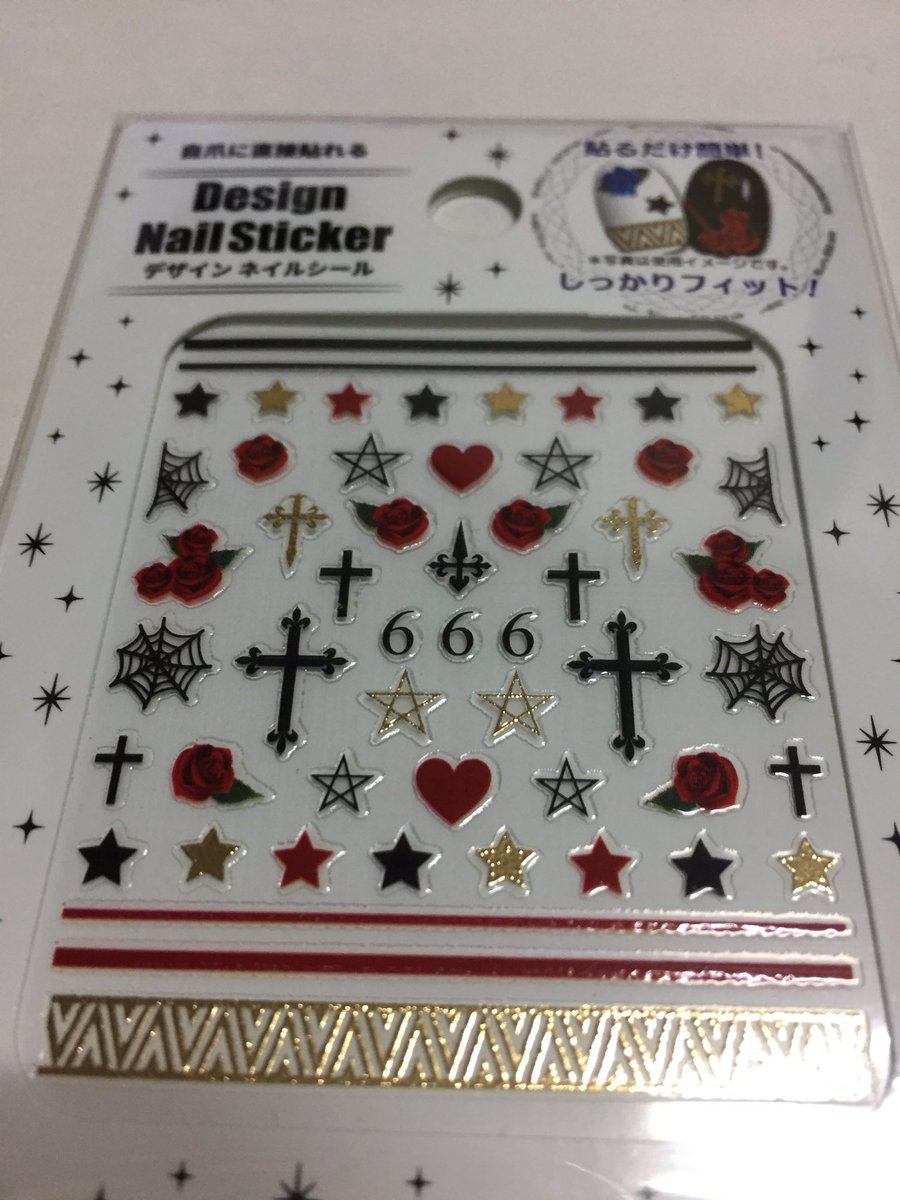 自爪に直接貼れる
Design
Nail Sticker
デザイン ネイルシール
貼るだけ簡単!
※写真は使用イメージです。
しっかりフィット!
666